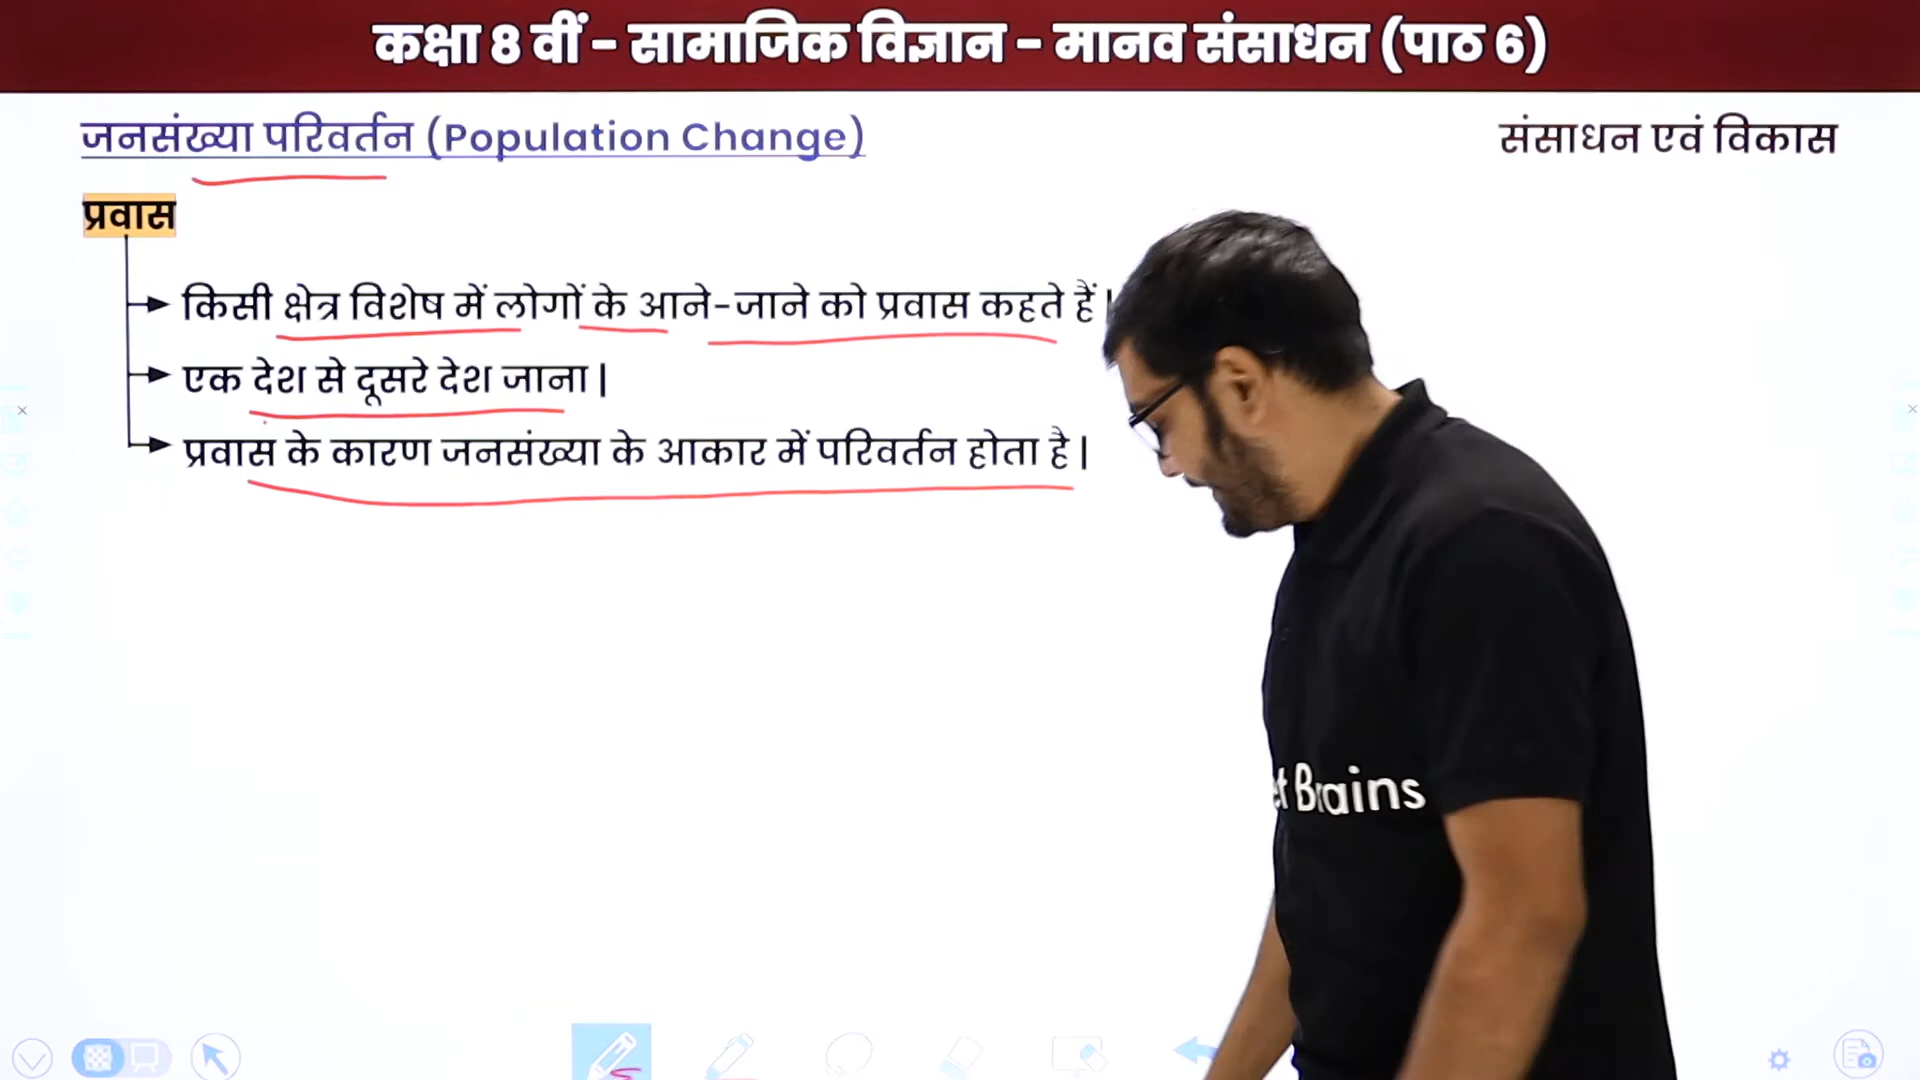 कक्षा 8 वीं - सामाजिक विज्ञान - मानव संसाधन (पाठ 6)
जनसंख्या परिवर्तन (Population Change)
संसाधन एवं विकास
प्रवास
किसी क्षेत्र विशेष में लोगों के आने-जाने को प्रवास कहते हैं |
एक देश से दूसरे देश जाना |
प्रवास के कारण जनसंख्या के आकार में परिवर्तन होता है |
Brains